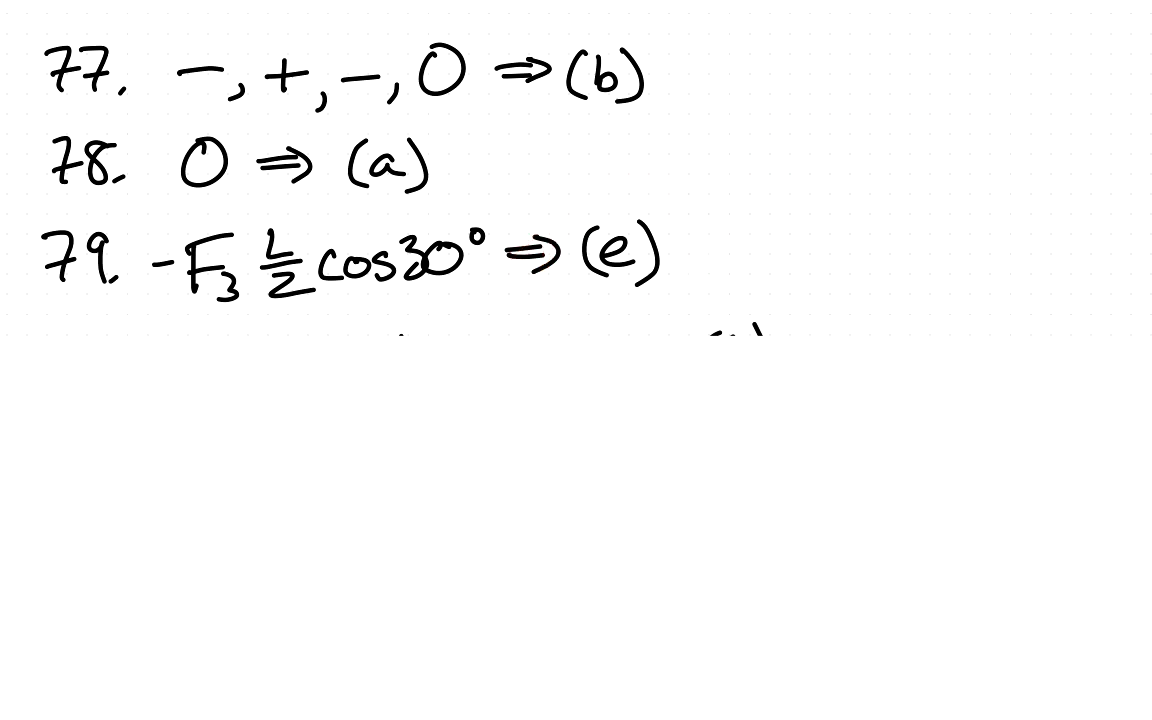 77. −, +, −, 0 ⇒ (b)
78. 0 ⇒ (a)
79. −F₃ L/2 cos30° ⇒ (e)